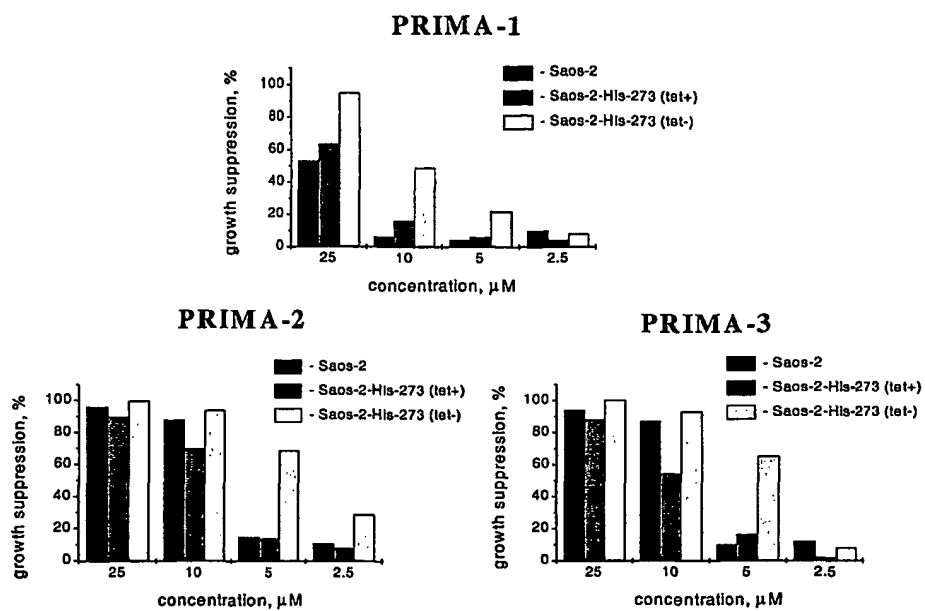 PRIMA-1
growth suppression, %
100
80
60
40
20
0
- Saos-2
- Saos-2-His-273 (tet+)
- Saos-2-His-273 (tet-)
25 10 5 2.5
concentration, µM
PRIMA-2
growth suppression, %
100
80
60
40
20
0
- Saos-2
- Saos-2-His-273 (tet+)
- Saos-2-His-273 (tet-)
25 10 5 2.5
concentration, µM
PRIMA-3
growth suppression, %
100
80
60
40
20
0
- Saos-2
- Saos-2-His-273 (tet+)
- Saos-2-His-273 (tet-)
25 10 5 2.5
concentration, µM